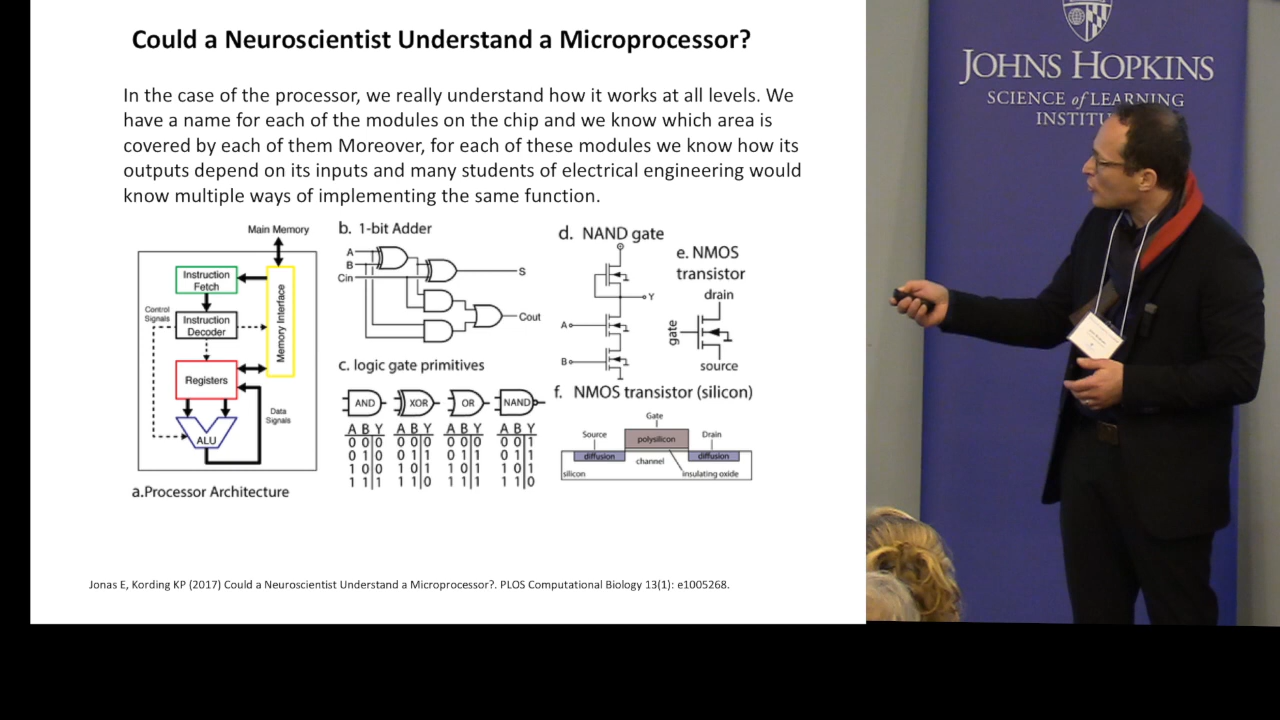 Could a Neuroscientist Understand a Microprocessor?
In the case of the processor, we really understand how it works at all levels. We
have a name for each of the modules on the chip and we know which area is
covered by each of them Moreover, for each of these modules we know how its
outputs depend on its inputs and many students of electrical engineering would
know multiple ways of implementing the same function.
Main Memory
Instruction
Fetch
Control
Signals
Instruction
Decoder
Memory Interface
Registers
Data
Signals
ALU
a.Processor Architecture
b. 1-bit Adder
A
B
Cin
S
Cout
c. logic gate primitives
AND XOR OR NAND
A B Y A B Y A B Y A B Y
0 0 0 0 0 0 0 0 0 0 0 1
0 1 0 0 1 1 0 1 1 0 1 1
1 0 0 1 0 1 1 0 1 1 0 1
1 1 1 1 1 0 1 1 1 1 1 0
d. NAND gate
Y
A
B
e. NMOS
transistor
drain
gate
source
f. NMOS transistor (silicon)
Gate
Source
polysilicon
Drain
diffusion
channel
diffusion
silicon
insulating oxide
Jonas E, Kording KP (2017) Could a Neuroscientist Understand a Microprocessor?. PLOS Computational Biology 13(1): e1005268.
JOHNS HOPKINS
SCIENCE of LEARNING
INSTITU